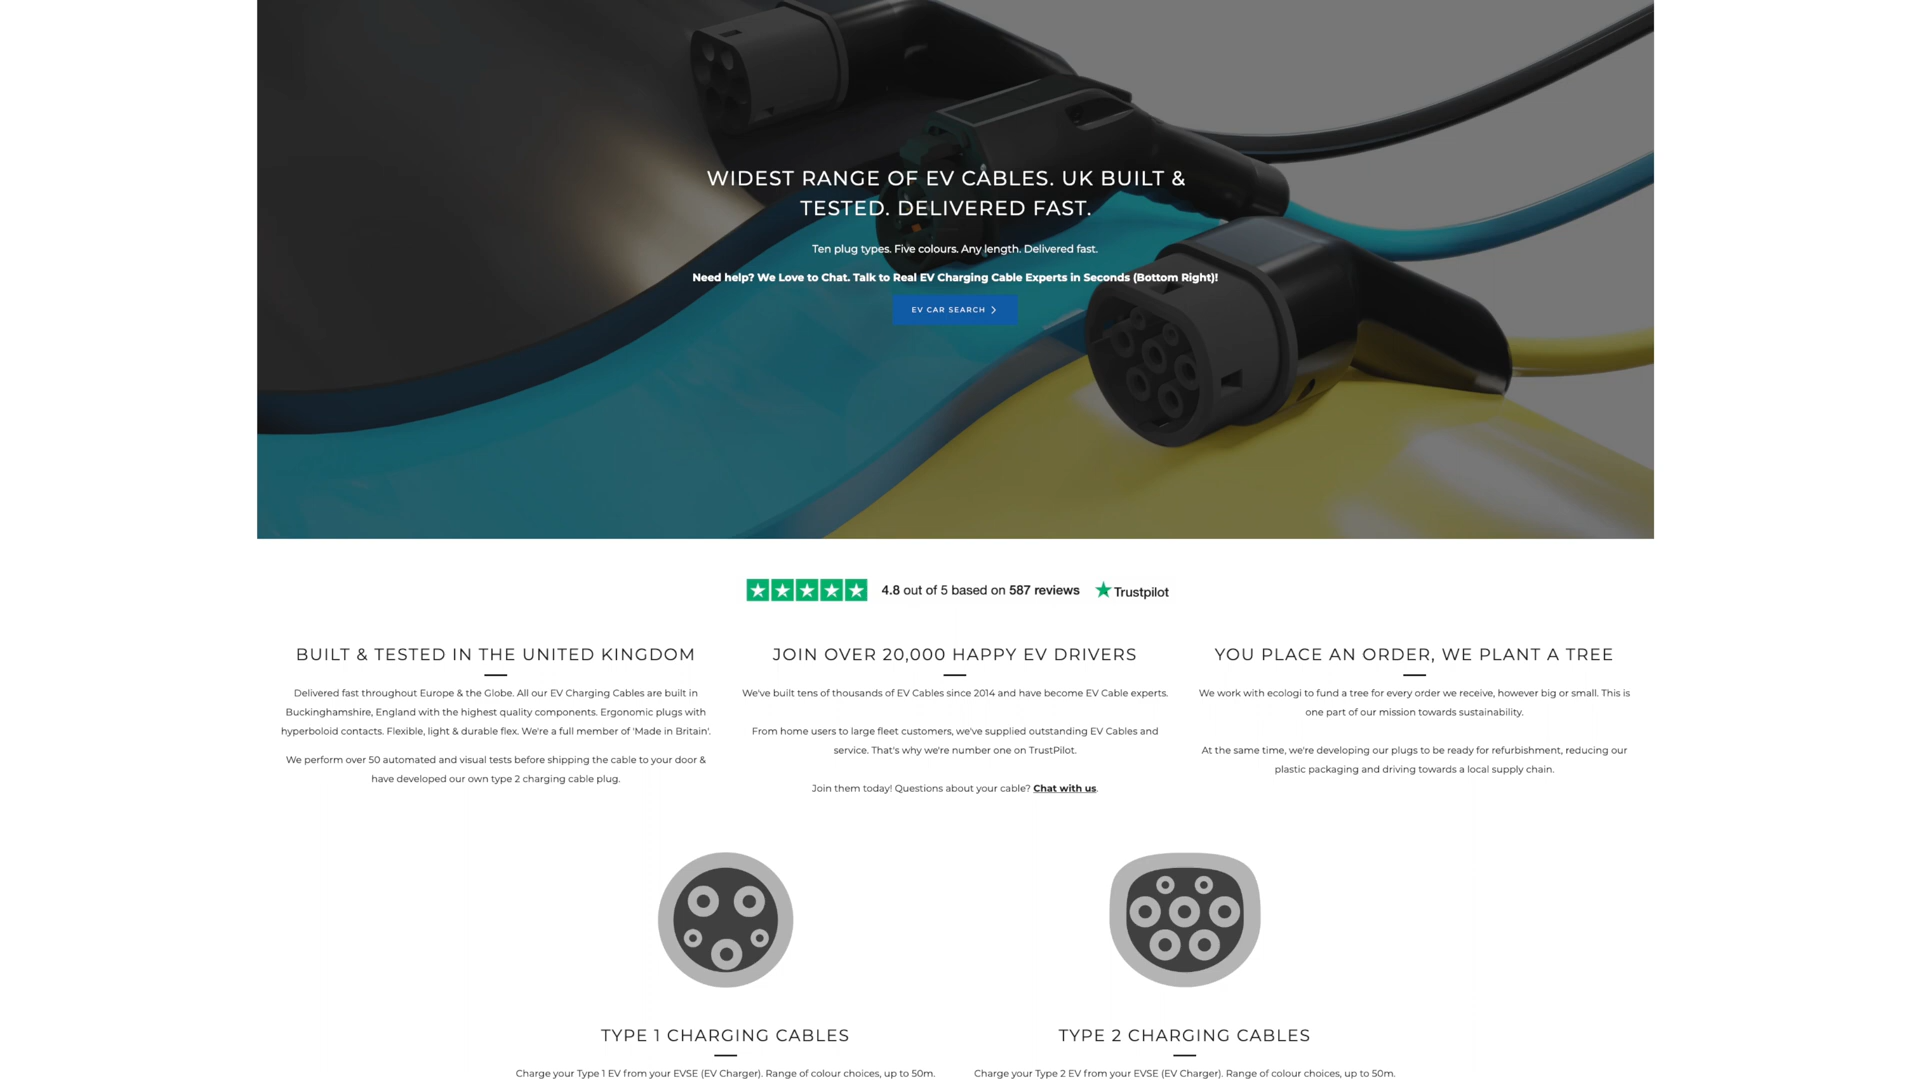 WIDEST RANGE OF EV CABLES. UK BUILT &
TESTED. DELIVERED FAST.
Ten plug types. Five colours. Any length. Delivered fast.
Need help? We Love to Chat. Talk to Real EV Charging Cable Experts in Seconds (Bottom Right)!
EV CAR SEARCH
4.8 out of 5 based on 587 reviews Trustpilot
BUILT & TESTED IN THE UNITED KINGDOM
Delivered fast throughout Europe & the Globe. All our EV Charging Cables are built in
Buckinghamshire, England with the highest quality components. Ergonomic plugs with
hyperboloid contacts. Flexible, light & durable flex. We're a full member of 'Made in Britain'.
We perform over 50 automated and visual tests before shipping the cable to your door &
have developed our own type 2 charging cable plug.
JOIN OVER 20,000 HAPPY EV DRIVERS
We've built tens of thousands of EV Cables since 2014 and have become EV Cable experts.
From home users to large fleet customers, we've supplied outstanding EV Cables and
service. That's why we're number one on TrustPilot.
Join them today! Questions about your cable? Chat with us.
YOU PLACE AN ORDER, WE PLANT A TREE
We work with ecologi to fund a tree for every order we receive, however big or small. This is
one part of our mission towards sustainability.
At the same time, we're developing our plugs to be ready for refurbishment, reducing our
plastic packaging and driving towards a local supply chain.
TYPE 1 CHARGING CABLES
Charge your Type 1 EV from your EVSE (EV Charger). Range of colour choices, up to 50m.
TYPE 2 CHARGING CABLES
Charge your Type 2 EV from your EVSE (EV Charger). Range of colour choices, up to 50m.